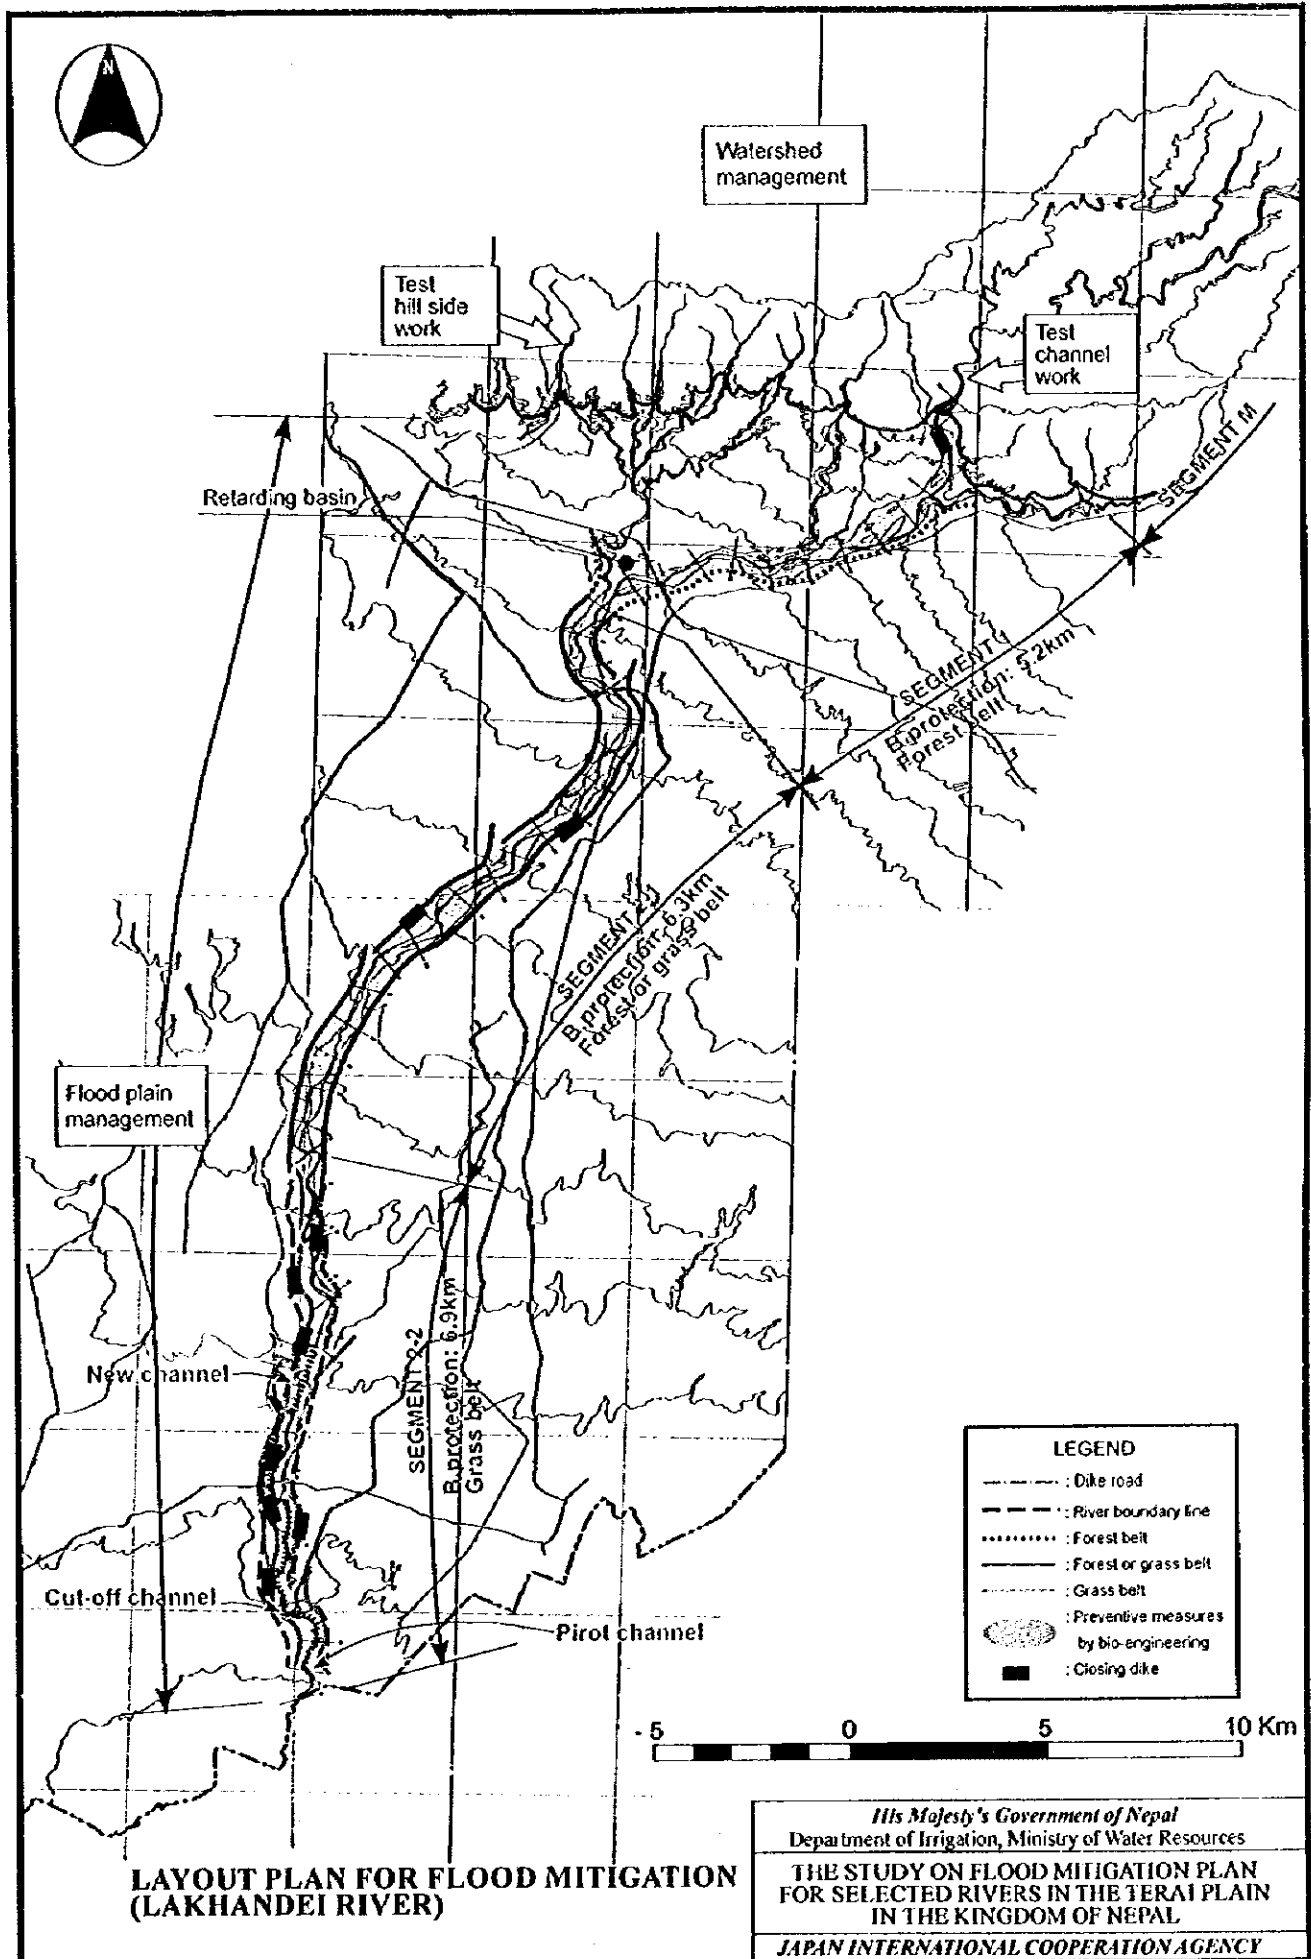 N
Watershed
management
Test
hill side
work
Test
channel
work
SEGMENT M
Retarding basin
SEGMENT 1
B.protection: 5.2km
Forest belt
SEGMENT 2-1
B protection: 6.3km
Forest or grass belt
Flood plain
management
SEGMENT 2-2
B.protection: 6.9km
Grass belt
New channel
Cut-off channel
Pirot channel
LEGEND
: Dike road
: River boundary line
: Forest belt
: Forest or grass belt
: Grass belt
: Preventive measures
by bio-engineering
: Closing dike
- 5 0 5 10 Km
LAYOUT PLAN FOR FLOOD MITIGATION
(LAKHANDEI RIVER)
His Majesty's Government of Nepal
Department of Irrigation, Ministry of Water Resources
THE STUDY ON FLOOD MITIGATION PLAN
FOR SELECTED RIVERS IN THE TERAI PLAIN
IN THE KINGDOM OF NEPAL
JAPAN INTERNATIONAL COOPERATION AGENCY